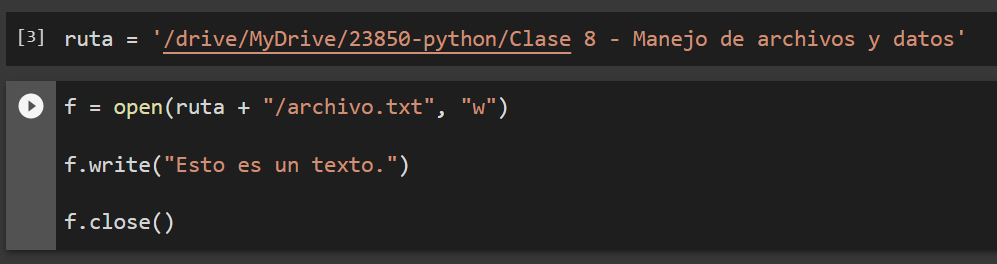 [3] ruta = '/drive/MyDrive/23850-python/Clase 8 - Manejo de archivos y datos'
f = open(ruta + "/archivo.txt", "w")
f.write("Esto es un texto.")
f.close()